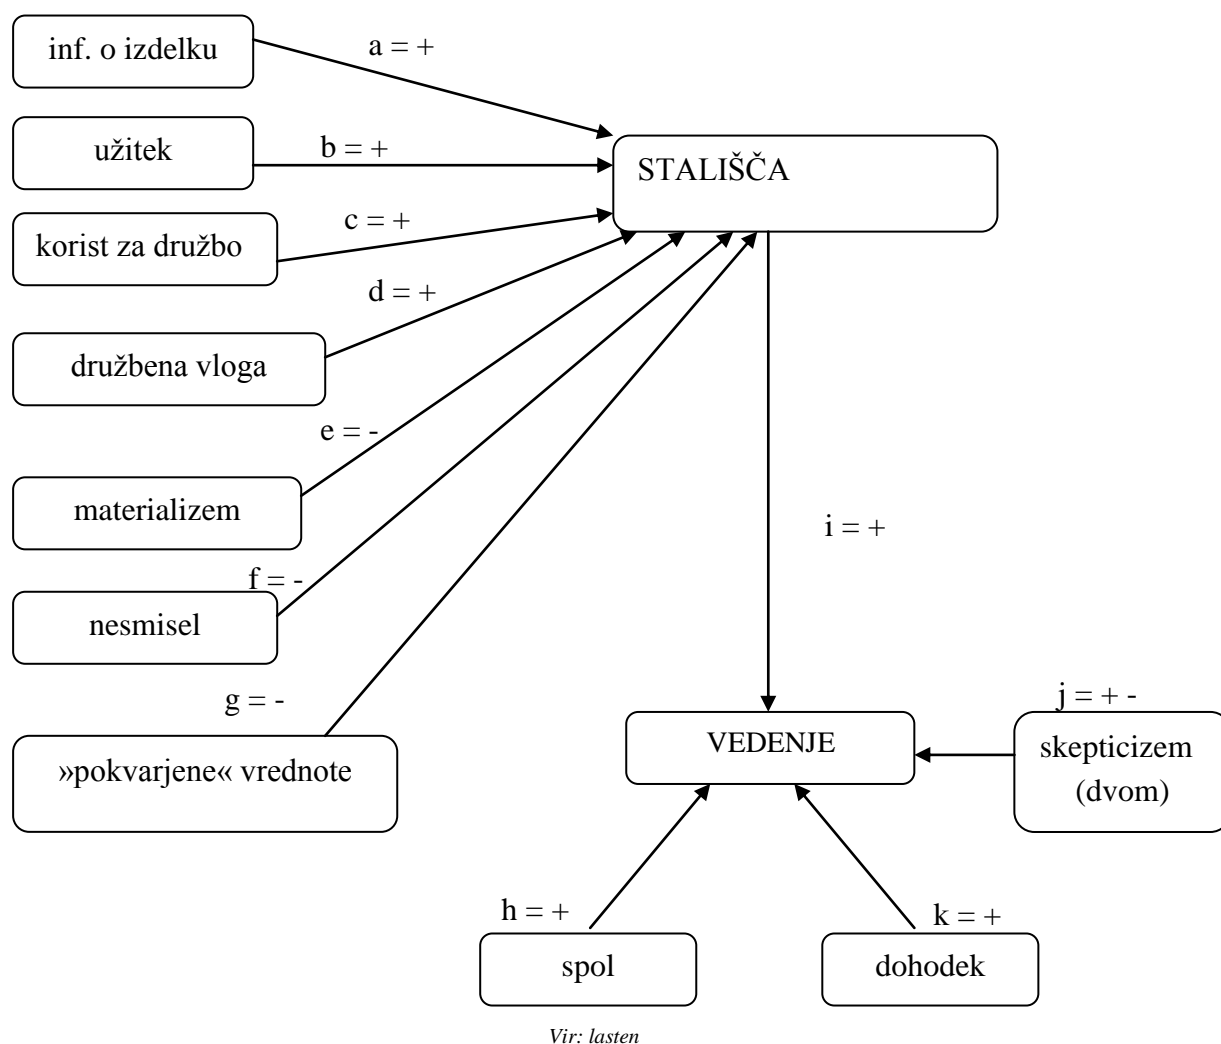 inf. o izdelku
a = +
užitek
b = +
STALIŠČA
korist za družbo
c = +
d = +
družbena vloga
e = -
materializem
i = +
f = -
nesmisel
g = -
j = + -
»pokvarjene« vrednote
VEDENJE
skepticizem
(dvom)
h = +
k = +
spol
dohodek
Vir: lasten